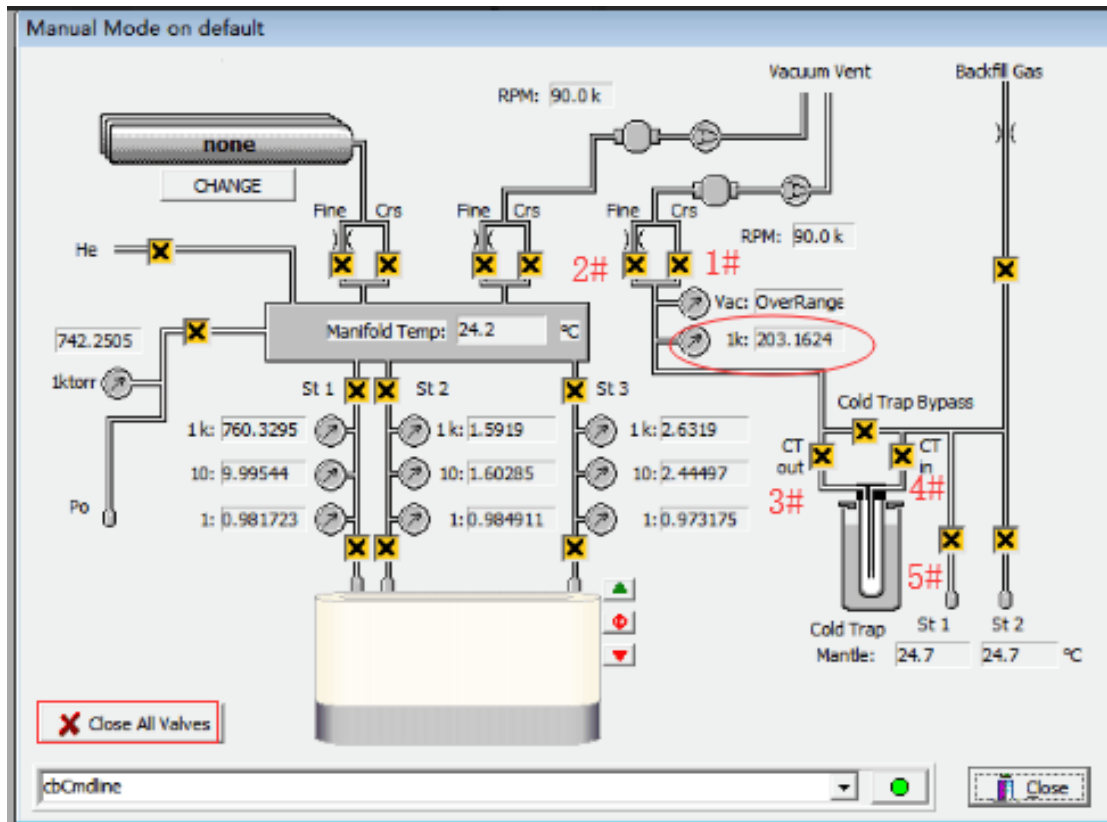 Manual Mode on default
Vacuum Vent
Backfill Gas
RPM: 90.0 k
none
CHANGE
Fine Crs
Fine Crs
Fine Crs
RPM: 90.0 k
He
2#
1#
Vac: OverRange
742.2505
Manifold Temp: 24.2 ºC
1k: 203.1624
1ktorr
St 1
St 2
St 3
Cold Trap Bypass
1k: 760.3295
1k: 1.5919
1k: 2.6319
CT out
CT in
10: 9.99544
10: 1.60285
10: 2.44497
3#
4#
Po
1: 0.981723
1: 0.984911
1: 0.973175
5#
Cold Trap
St 1
St 2
Mantle: 24.7 24.7 ºC
Close All Valves
cbCmdline
Close